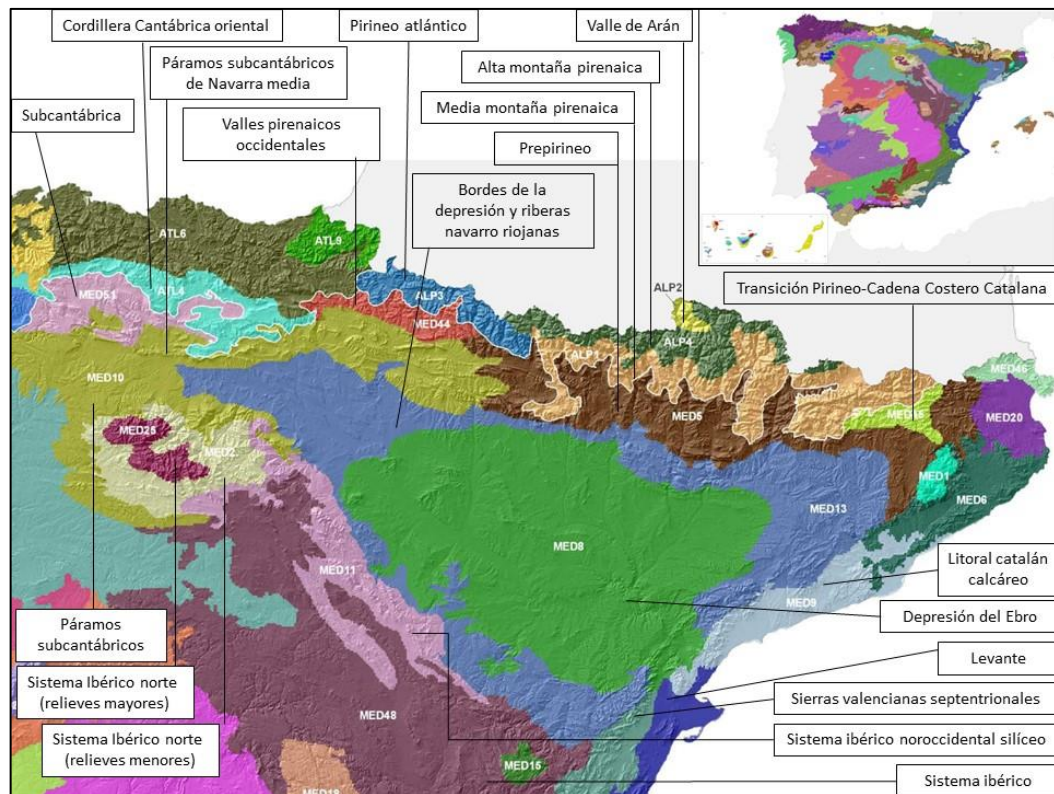 Cordillera Cantábrica oriental
Pirineo atlántico
Valle de Arán
Páramos subcantábricos
de Navarra media
Alta montaña pirenaica
Subcantábrica
Media montaña pirenaica
Valles pirenaicos
occidentales
Prepirineo
Bordes de la
depresión y riberas
navarro riojanas
ATL6
ATL9
Transición Pirineo-Cadena Costero Catalana
ALP2
MED51
ATL4
ALP3
MED44
ALP4
ALP1
MED46
MED10
MED5
MED20
MED25
MED2
MED1
MED6
MED13
MED8
MED11
Litoral catalán
calcáreo
MED9
Depresión del Ebro
Páramos
subcantábricos
Levante
Sistema Ibérico norte
(relieves mayores)
Sierras valencianas septentrionales
MED48
Sistema Ibérico norte
(relieves menores)
Sistema ibérico noroccidental silíceo
MED15
Sistema ibérico